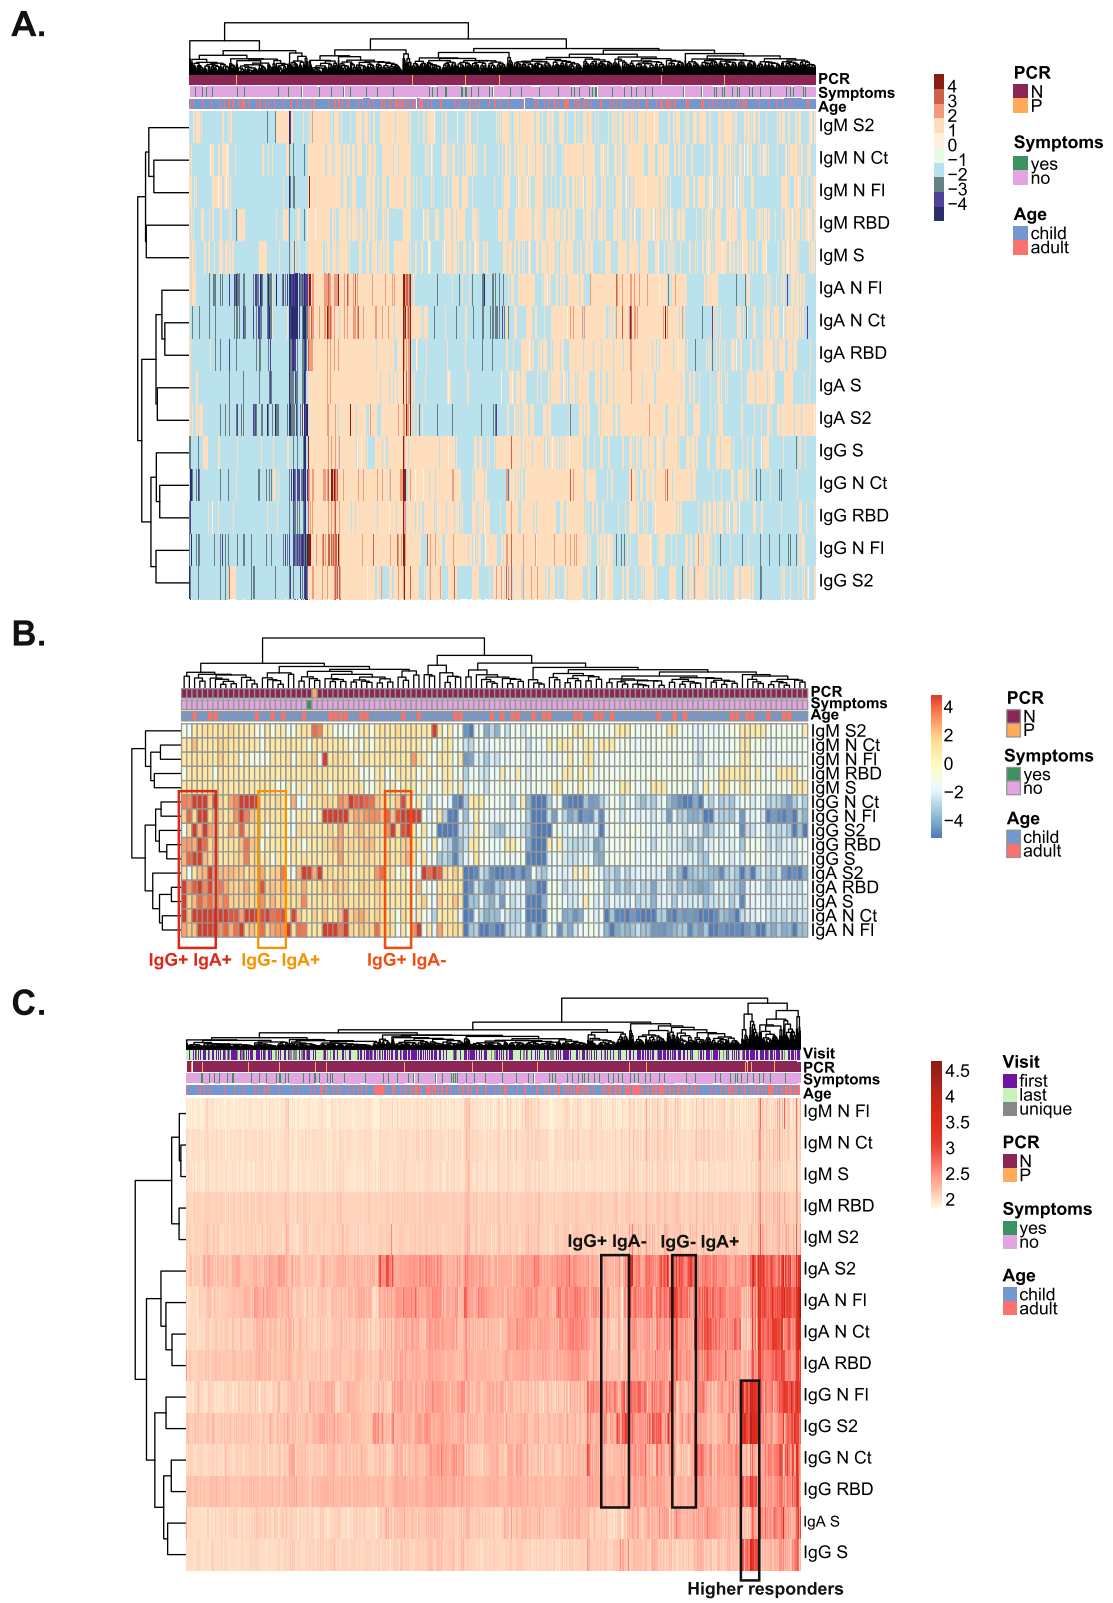 A.
PCR
Symptoms
Age
IgM S2
IgM N Ct
IgM N Fl
IgM RBD
IgM S
IgA N Fl
IgA N Ct
IgA RBD
IgA S
IgA S2
IgG S
IgG N Ct
IgG RBD
IgG N Fl
IgG S2
4
3
2
1
0
−1
−2
−3
−4
PCR
N
P
Symptoms
yes
no
Age
child
adult
B.
PCR
Symptoms
Age
IgM S2
IgM N Ct
IgM N Fl
IgM RBD
IgM S
IgG N Ct
IgG N Fl
IgG S2
IgG RBD
IgG S
IgA S2
IgA RBD
IgA S
IgA N Ct
IgA N Fl
IgG+ IgA+
IgG- IgA+
IgG+ IgA-
4
2
0
−2
−4
PCR
N
P
Symptoms
yes
no
Age
child
adult
C.
Visit
PCR
Symptoms
Age
IgM N Fl
IgM N Ct
IgM S
IgM RBD
IgM S2
IgG+ IgA-
IgG- IgA+
IgA S2
IgA N Fl
IgA N Ct
IgA RBD
IgG N Fl
IgG S2
IgG N Ct
IgG RBD
IgA S
IgG S
Higher responders
4.5
4
3.5
3
2.5
2
Visit
first
last
unique
PCR
N
P
Symptoms
yes
no
Age
child
adult